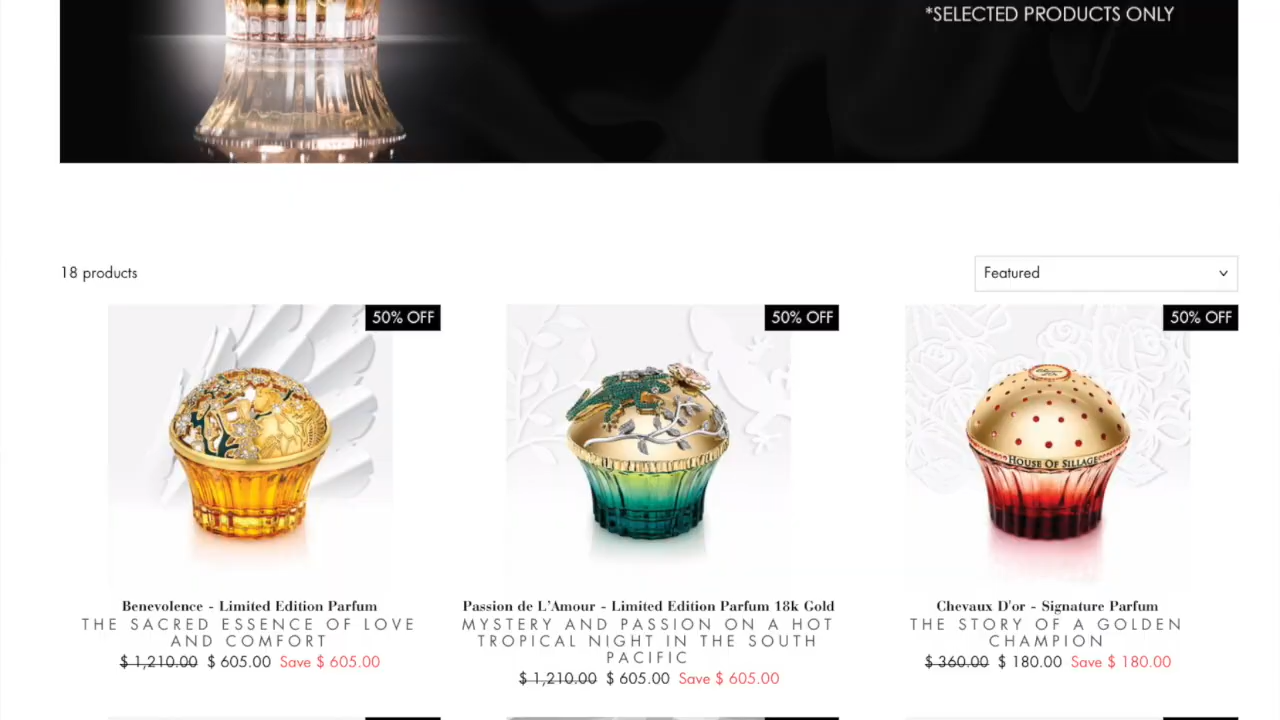 *SELECTED PRODUCTS ONLY
18 products
Featured
50% OFF
50% OFF
50% OFF
HOUSE OF SILLAGE
Benevolence - Limited Edition Parfum
THE SACRED ESSENCE OF LOVE
AND COMFORT
$ 1,210.00 $ 605.00 Save $ 605.00
Passion de L'Amour - Limited Edition Parfum 18k Gold
MYSTERY AND PASSION ON A HOT
TROPICAL NIGHT IN THE SOUTH
PACIFIC
$ 1,210.00 $ 605.00 Save $ 605.00
Chevaux D'or - Signature Parfum
THE STORY OF A GOLDEN
CHAMPION
$ 360.00 $ 180.00 Save $ 180.00